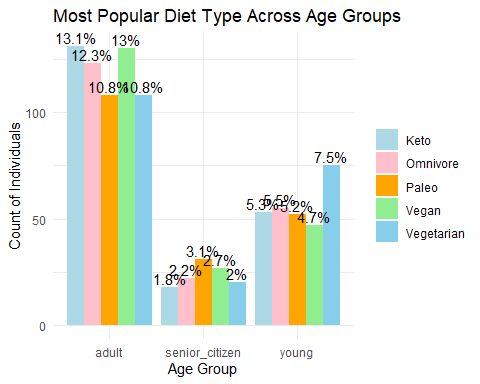 Most Popular Diet Type Across Age Groups
13.1%
12.3%
10.8%
13%
10.8%
1.8%
2.2%
3.1%
2.7%
2%
5.3%
5.5%
5.2%
4.7%
7.5%
Count of Individuals
100
50
0
adult
senior_citizen
young
Age Group
Keto
Omnivore
Paleo
Vegan
Vegetarian